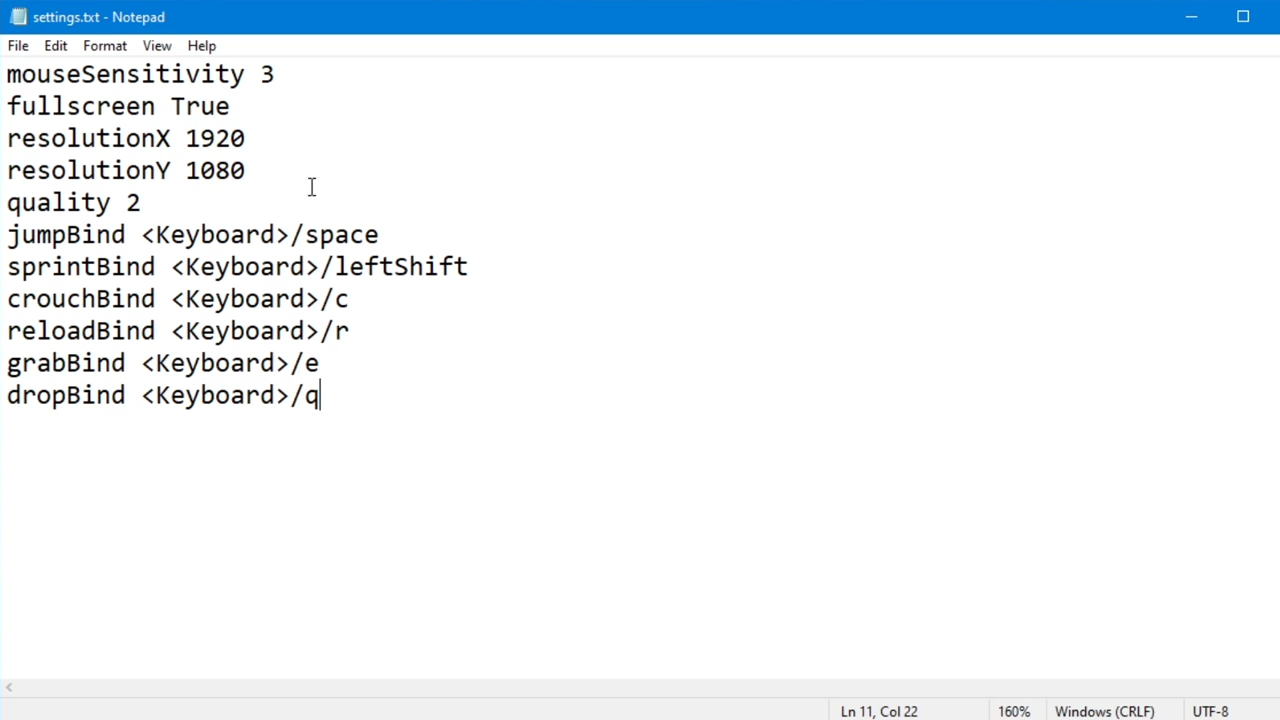 settings.txt - Notepad
File Edit Format View Help
mouseSensitivity 3
fullscreen True
resolutionX 1920
resolutionY 1080
quality 2
jumpBind <Keyboard>/space
sprintBind <Keyboard>/leftShift
crouchBind <Keyboard>/c
reloadBind <Keyboard>/r
grabBind <Keyboard>/e
dropBind <Keyboard>/q
Ln 11, Col 22 160% Windows (CRLF) UTF-8